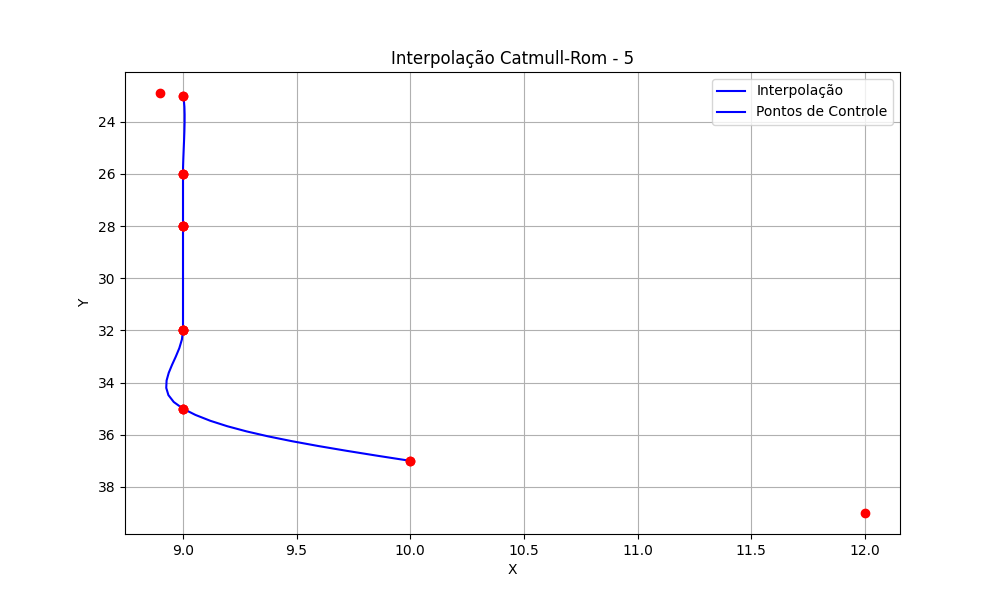 Interpolação Catmull-Rom - 5
Interpolação
Pontos de Controle
24
26
28
30
32
34
36
38
Y
9.0 9.5 10.0 10.5 11.0 11.5 12.0
X